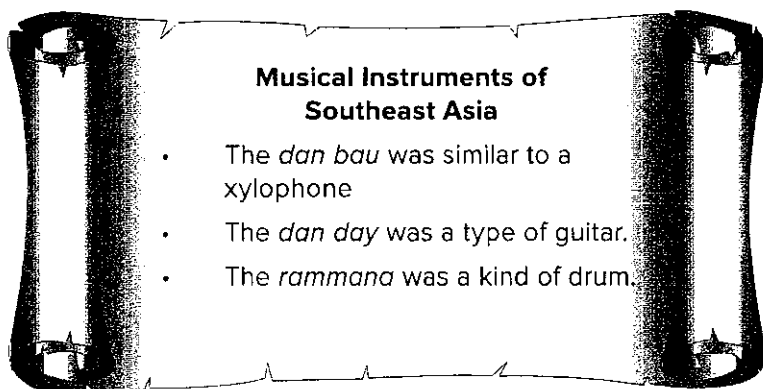 Musical Instruments of
Southeast Asia
• The dan bau was similar to a
xylophone
• The dan day was a type of guitar.
• The rammana was a kind of drum.